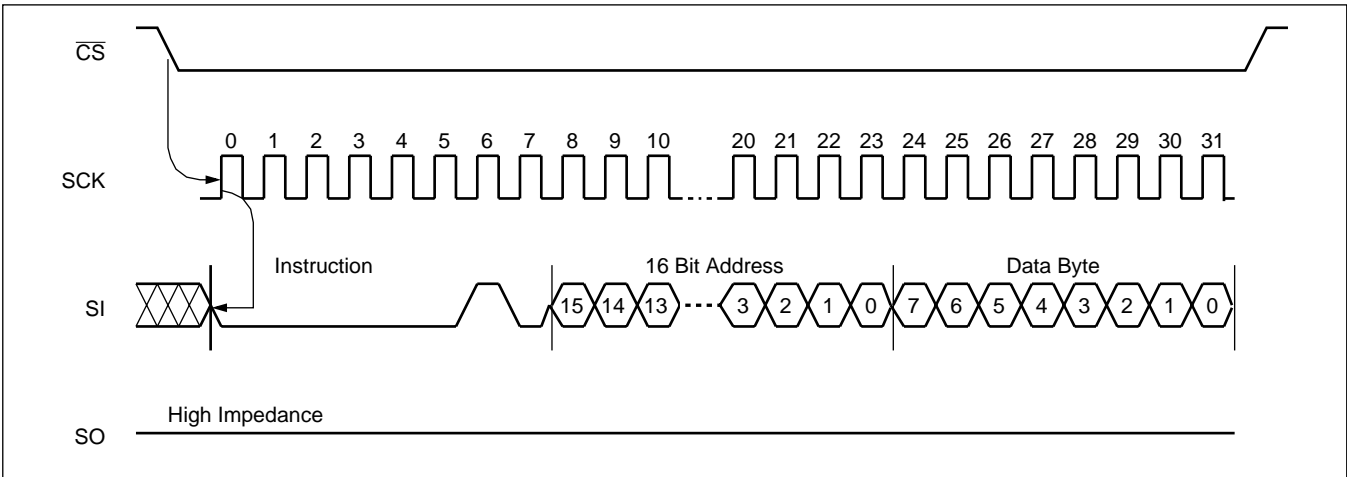 CS
0 1 2 3 4 5 6 7 8 9 10 20 21 22 23 24 25 26 27 28 29 30 31
SCK
Instruction 16 Bit Address Data Byte
SI 15 14 13 3 2 1 0 7 6 5 4 3 2 1 0
High Impedance
SO